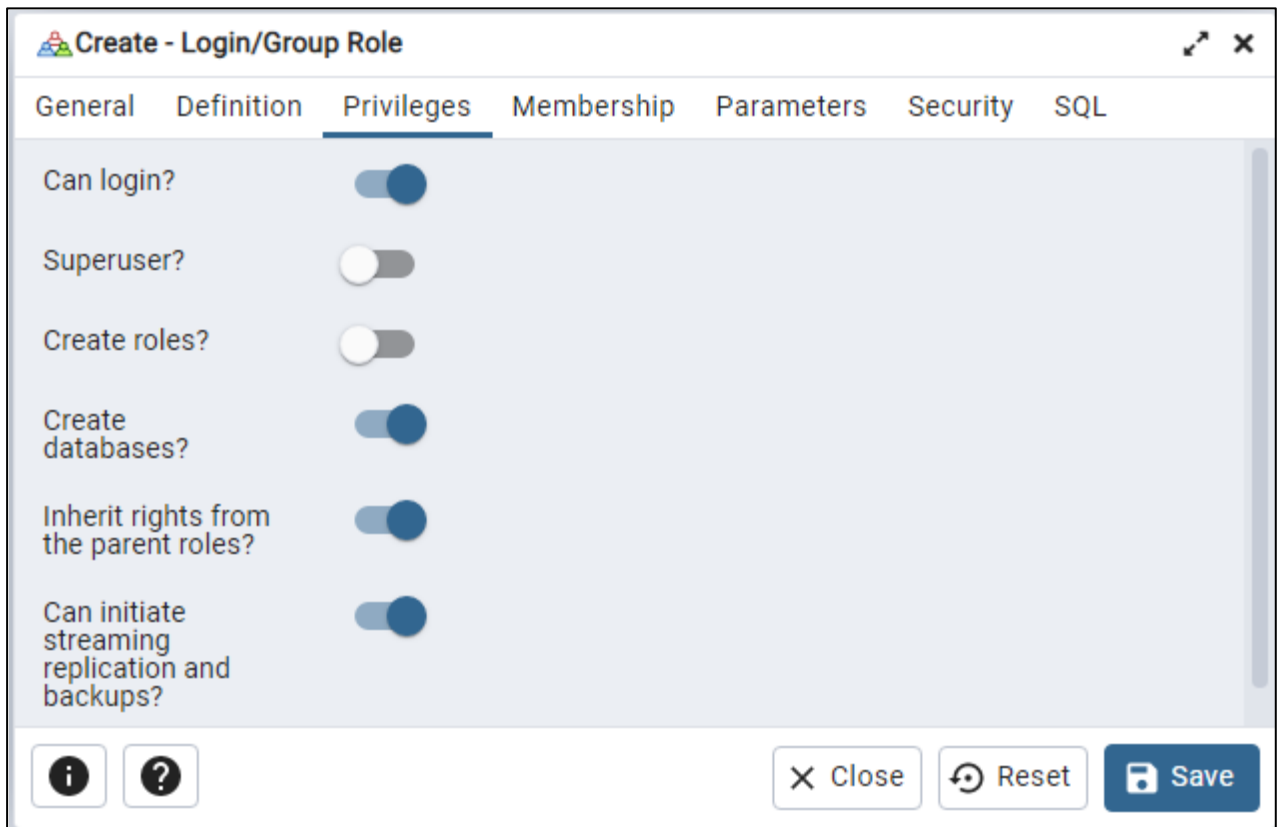 Create - Login/Group Role
General Definition Privileges Membership Parameters Security SQL
Can login?
Superuser?
Create roles?
Create
databases?
Inherit rights from
the parent roles?
Can initiate
streaming
replication and
backups?
Close Reset Save